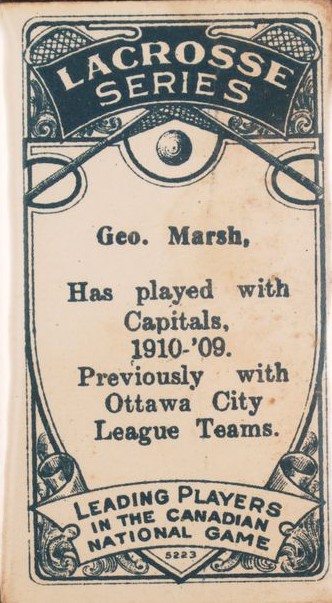 LACROSSE
SERIES
Geo. Marsh,
Has played with
Capitals,
1910-'09.
Previously with
Ottawa City
League Teams.
LEADING PLAYERS
IN THE CANADIAN
NATIONAL GAME
5223